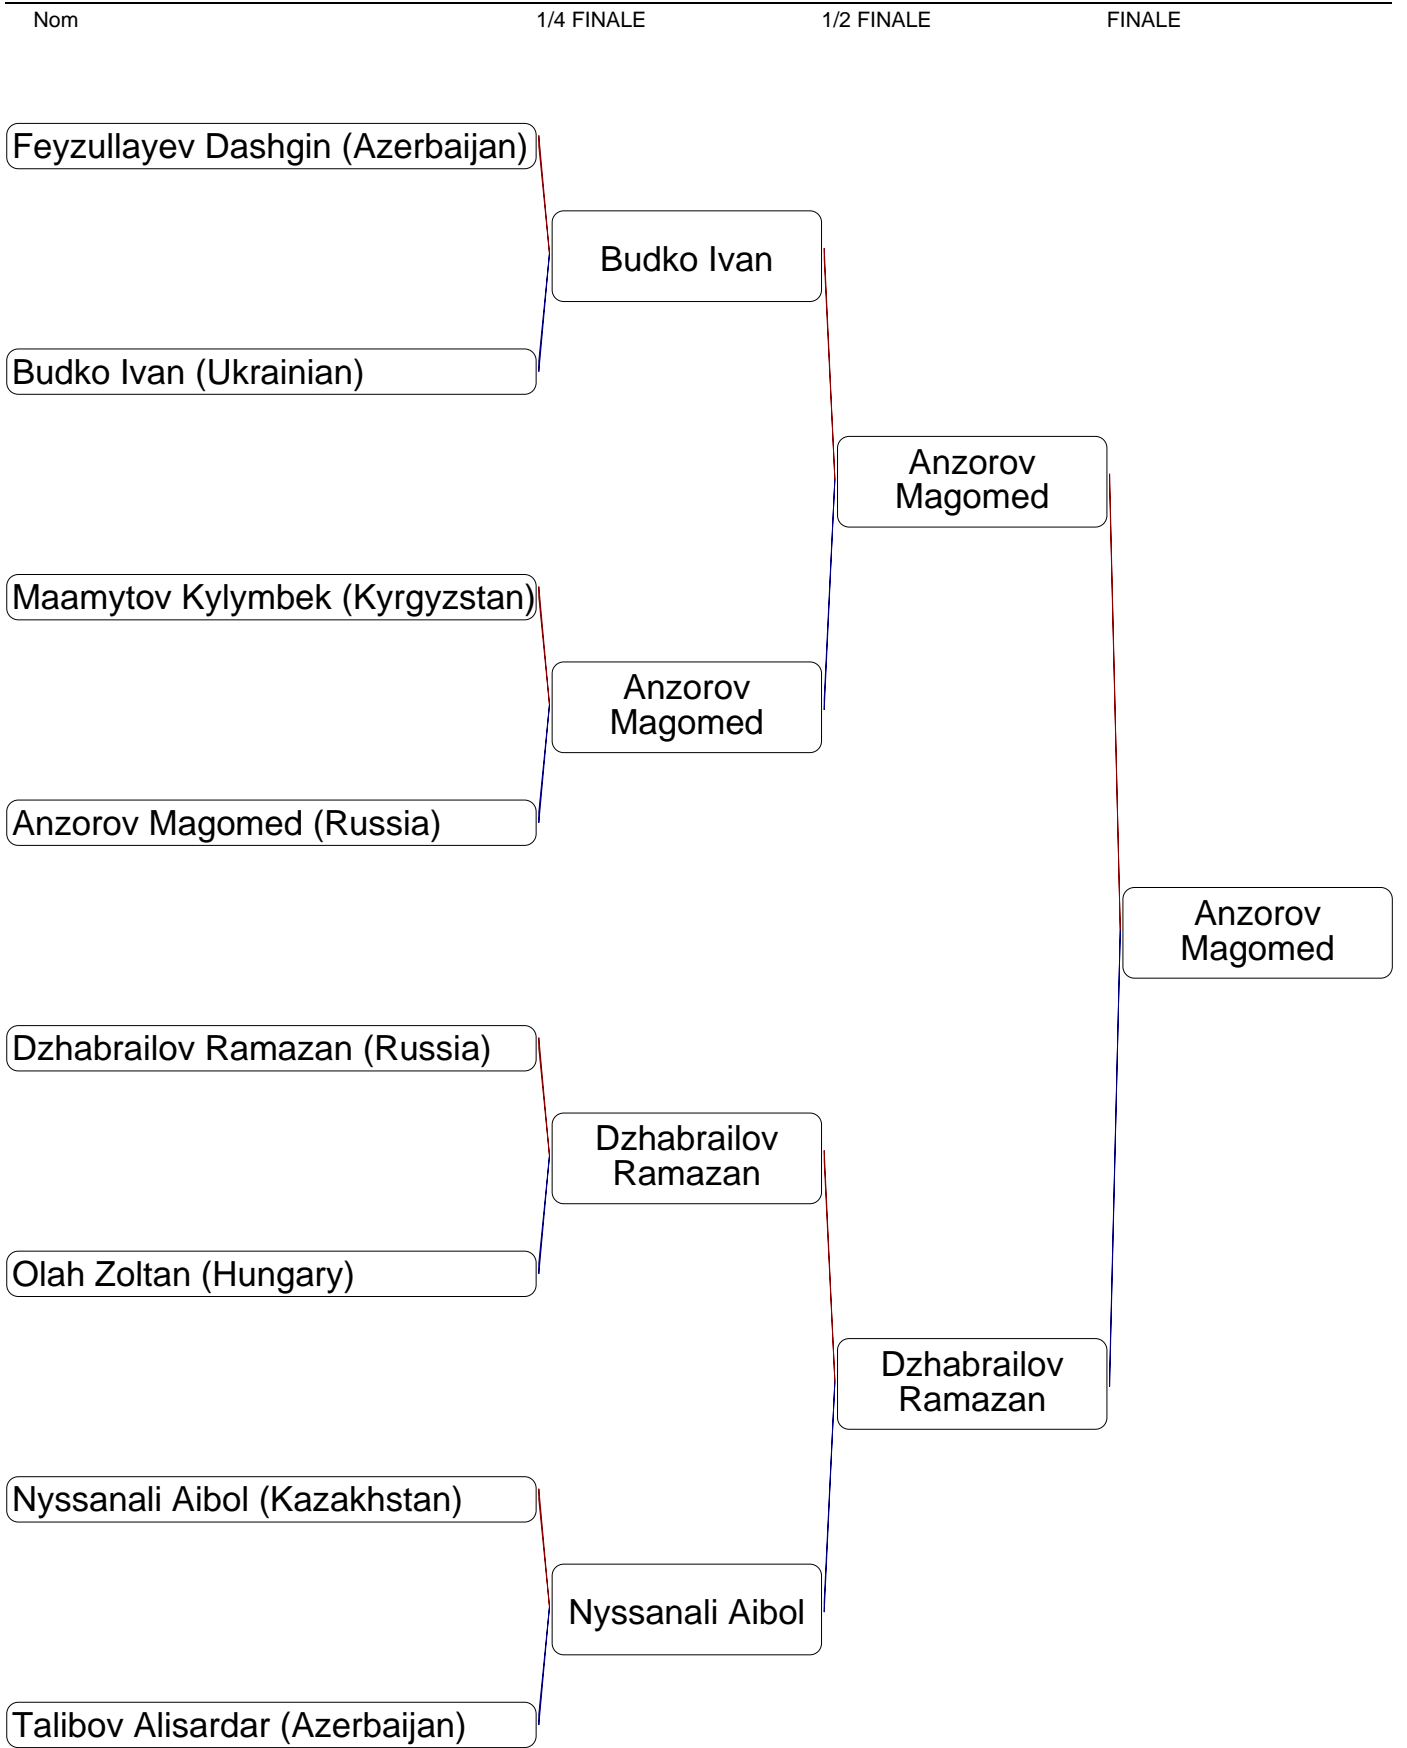 Nom 1/4 FINALE 1/2 FINALE FINALE
Feyzullayev Dashgin (Azerbaijan)
Budko Ivan
Budko Ivan (Ukrainian)
Anzorov
Magomed
Maamytov Kylymbek (Kyrgyzstan)
Anzorov
Magomed
Anzorov Magomed (Russia)
Anzorov
Magomed
Dzhabrailov Ramazan (Russia)
Dzhabrailov
Ramazan
Olah Zoltan (Hungary)
Dzhabrailov
Ramazan
Nyssanali Aibol (Kazakhstan)
Nyssanali Aibol
Talibov Alisardar (Azerbaijan)